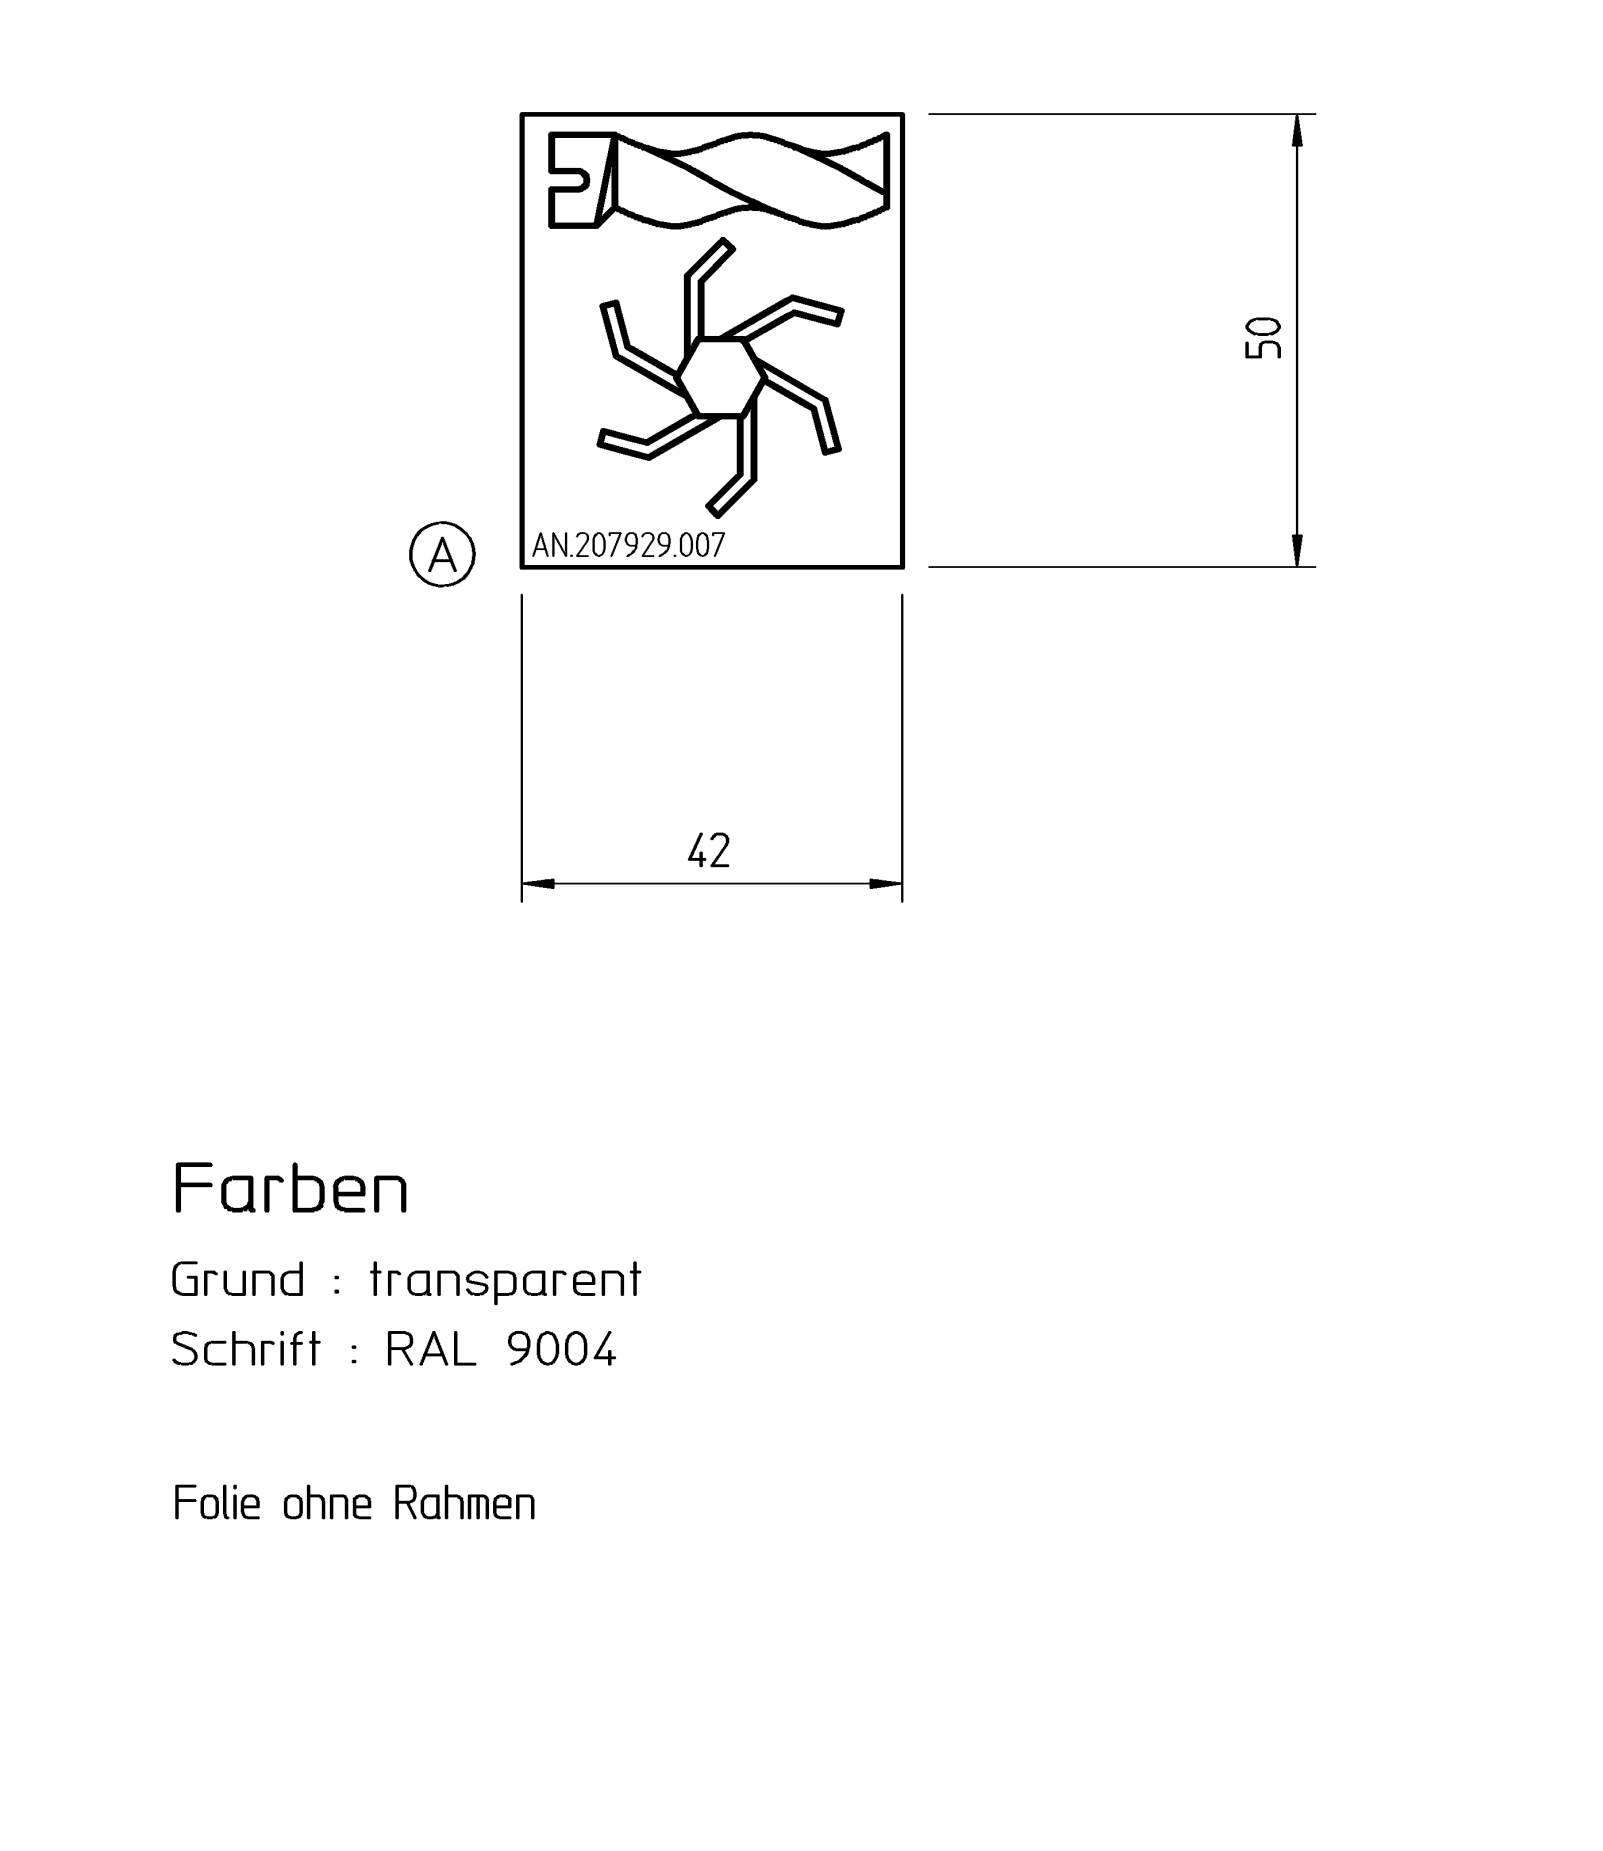 50
A
AN.207929.007
42
Farben
Grund : transparent
Schrift : RAL 9004
Folie ohne Rahmen